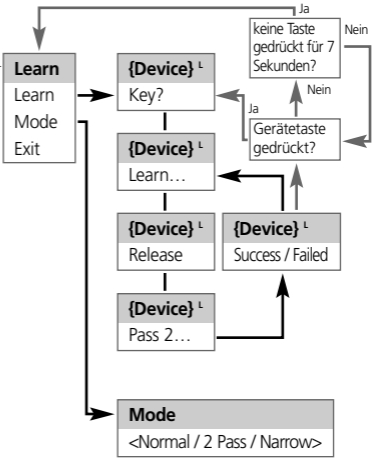 Ja
keine Taste
gedrückt für 7
Sekunden?
Nein
Learn
Learn
Mode
Exit
{Device} L
Key?
Nein
Ja
Gerätetaste
gedrückt?
{Device} L
Learn...
{Device} L
Release
{Device} L
Success / Failed
{Device} L
Pass 2...
Mode
<Normal / 2 Pass / Narrow>